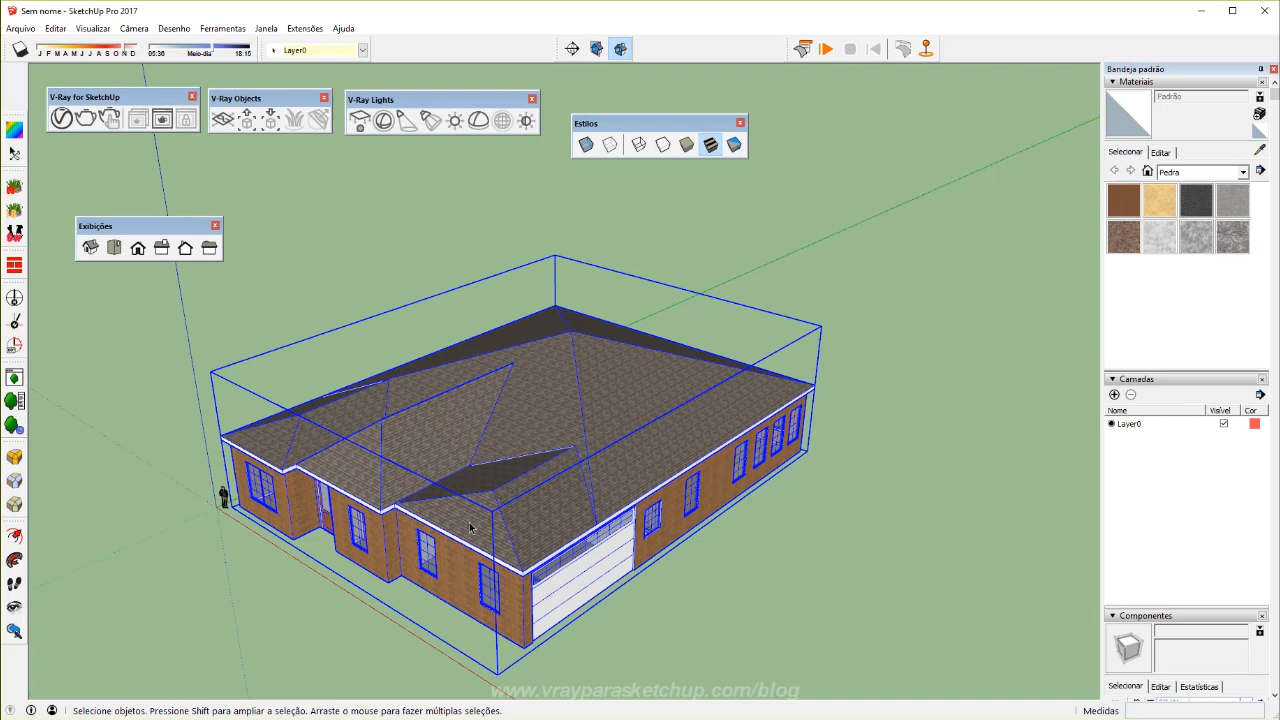 Sem nome - SketchUp Pro 2017
Arquivo Editar Visualizar Câmera Desenho Ferramentas Janela Extensões Ajuda
J F M A M J J A S O N D 05:36 Meio-dia 18:15 Layer0
Bandeja padrão
Materiais
Padrão
Selecionar Editar
Pedra
V-Ray for SketchUp
V-Ray Objects
V-Ray Lights
Estilos
Exibições
Camadas
Nome Visível Cor
Layer0
Componentes
Selecionar Editar Estatísticas
www.vrayparasketchup.com/blog
Selecione objetos. Pressione Shift para ampliar a seleção. Arraste o mouse para fazer múltiplas seleções.
Medidas